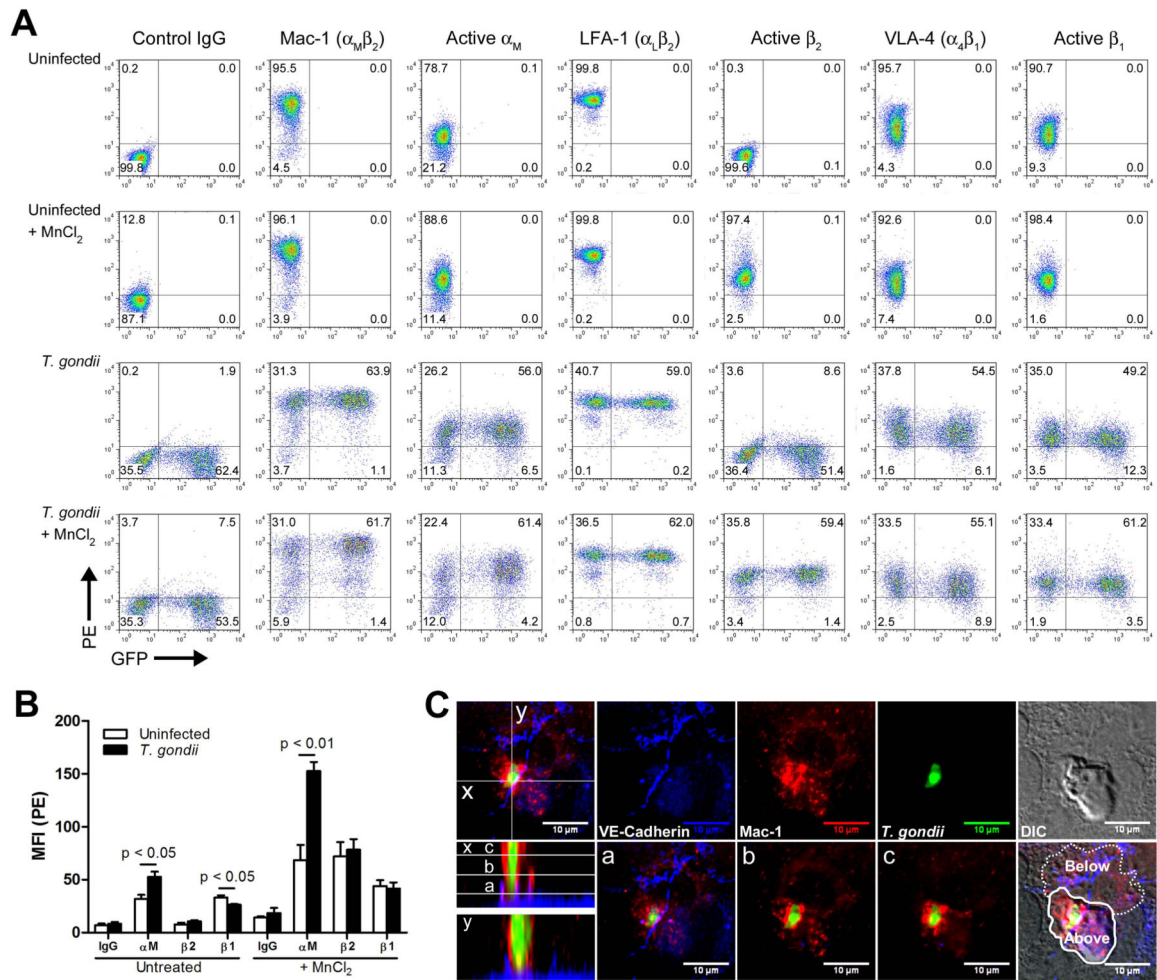 A
Control IgG Mac-1 (αMβ2) Active αM LFA-1 (αLβ2) Active β2 VLA-4 (α4β1) Active β1
Uninfected
0.2 0.0 95.5 0.0 78.7 0.1 99.8 0.0 0.3 0.0 95.7 0.0 90.7 0.0
99.8 0.0 4.5 0.0 21.2 0.0 0.2 0.0 99.6 0.1 4.3 0.0 9.3 0.0
Uninfected
+ MnCl2
12.8 0.1 96.1 0.0 88.6 0.0 99.8 0.0 97.4 0.1 92.6 0.0 98.4 0.0
87.1 0.0 3.9 0.0 11.4 0.0 0.2 0.0 2.5 0.0 7.4 0.0 1.6 0.0
T. gondii
0.2 1.9 31.3 63.9 26.2 56.0 40.7 59.0 3.6 8.6 37.8 54.5 35.0 49.2
35.5 62.4 3.7 1.1 11.3 6.5 0.1 0.2 36.4 51.4 1.6 6.1 3.5 12.3
T. gondii
+ MnCl2
3.7 7.5 31.0 61.7 22.4 61.4 36.5 62.0 35.8 59.4 33.5 55.1 33.4 61.2
35.3 53.5 5.9 1.4 12.0 4.2 0.8 0.7 3.4 1.4 2.5 8.9 1.9 3.5
10^0 10^1 10^2 10^3 10^4
PE
GFP
B
MFI (PE)
200
150
100
50
0
Uninfected
T. gondii
p < 0.05
p < 0.05
p < 0.01
IgG αM β2 β1 IgG αM β2 β1
Untreated + MnCl2
C
y
x
10 µm
VE-Cadherin 10 µm
Mac-1 10 µm
T. gondii 10 µm
DIC 10 µm
x c
b
a
y
a 10 µm
b 10 µm
c 10 µm
Below
Above
10 µm